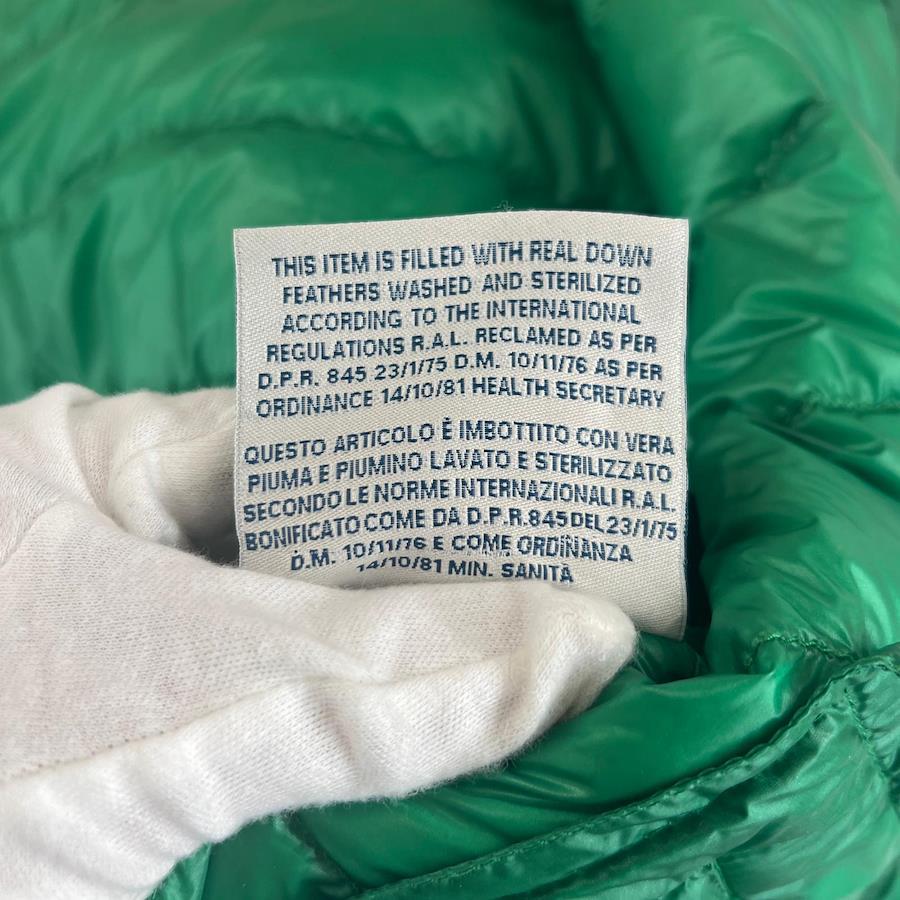 THIS ITEM IS FILLED WITH REAL DOWN
FEATHERS WASHED AND STERILIZED
ACCORDING TO THE INTERNATIONAL
REGULATIONS R.A.L. RECLAMED AS PER
D.P.R. 845 23/1/75 D.M. 10/11/76 AS PER
ORDINANCE 14/10/81 HEALTH SECRETARY
QUESTO ARTICOLO È IMBOTTITO CON VERA
PIUMA E PIUMINO LAVATO E STERILIZZATO
SECONDO LE NORME INTERNAZIONALI R.A.L.
BONIFICATO COME DA D.P.R. 845 DEL 23/1/75
D.M. 10/11/76 E COME ORDINANZA
14/10/81 MIN. SANITÀ